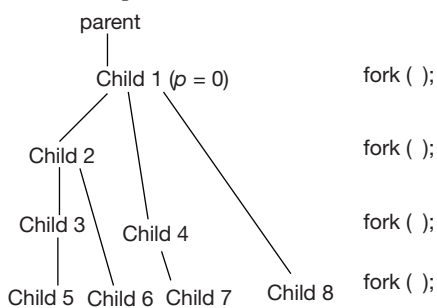 parent
Child 1 (p = 0) fork ( );
Child 2 fork ( );
Child 3 Child 4 fork ( );
Child 5 Child 6 Child 7 Child 8 fork ( );